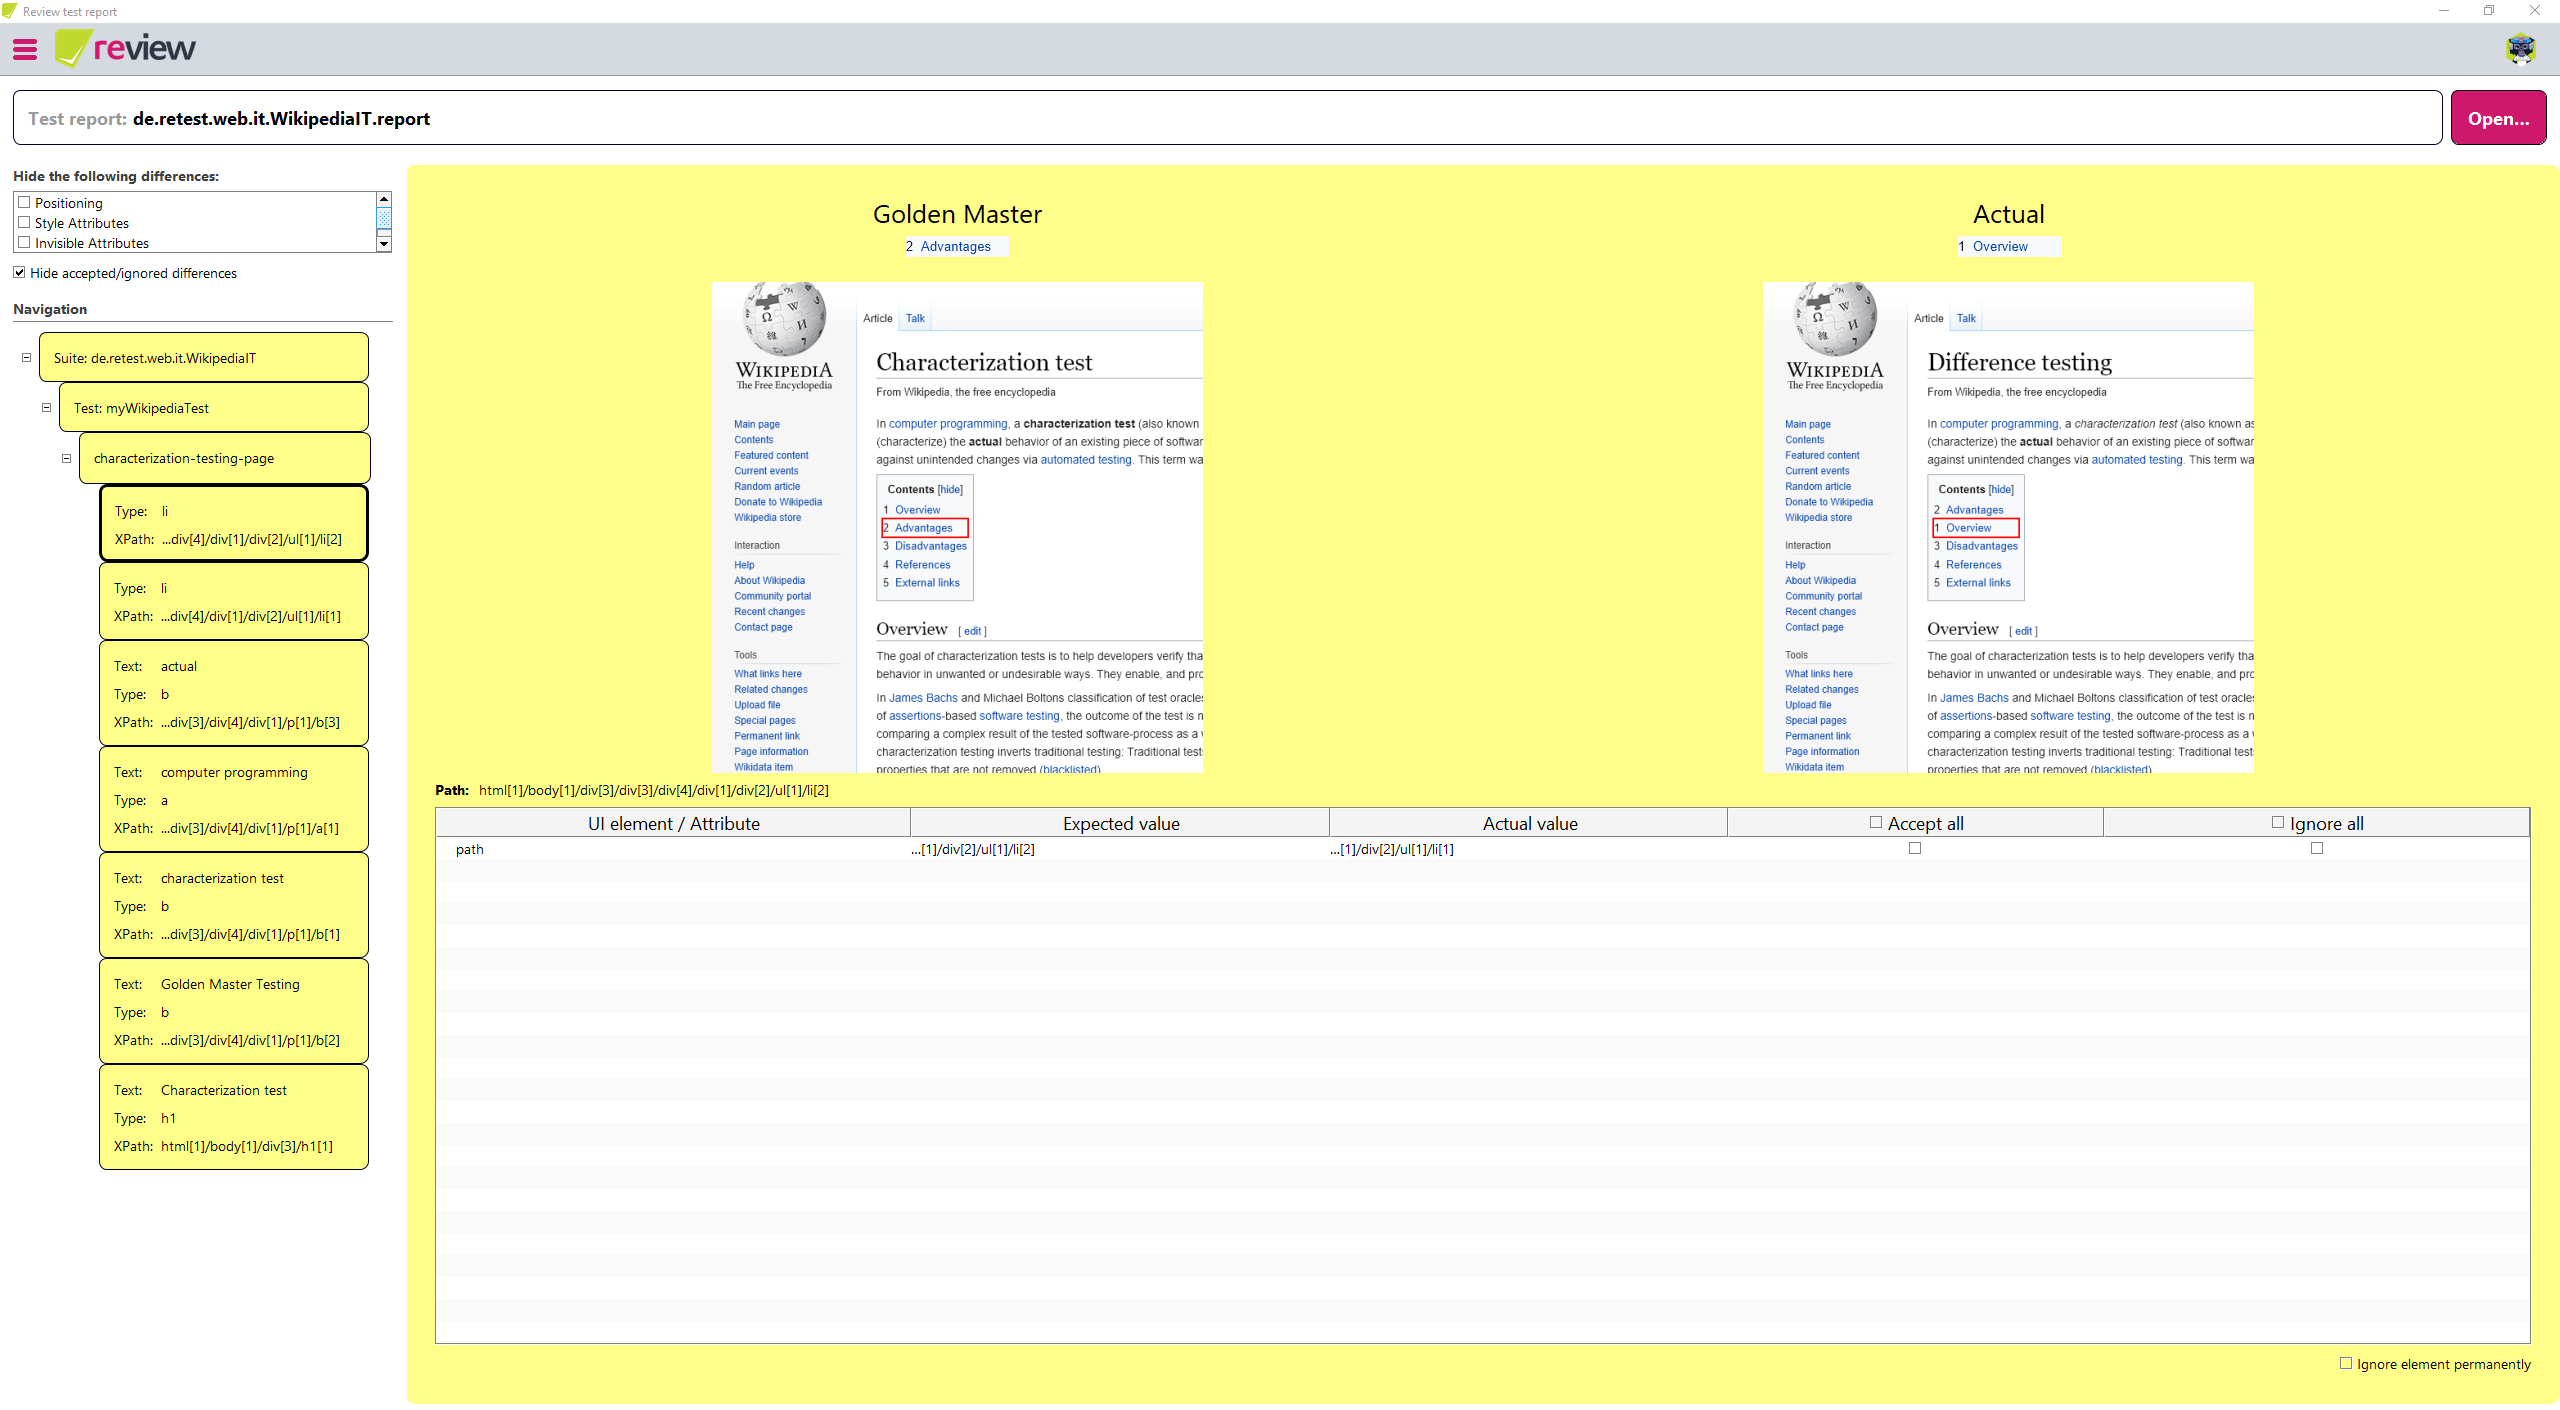 Review test report
review
Test report: de.retest.web.it.WikipediaIT.report
Open...
Hide the following differences:
Positioning
Style Attributes
Invisible Attributes
Hide accepted/ignored differences
Navigation
Suite: de.retest.web.it.WikipediaIT
Test: myWikipediaTest
characterization-testing-page
Type: li
XPath: ...div[4]/div[1]/div[2]/ul[1]/li[2]
Type: li
XPath: ...div[4]/div[1]/div[2]/ul[1]/li[1]
Text: actual
Type: b
XPath: ...div[3]/div[4]/div[1]/p[1]/b[3]
Text: computer programming
Type: a
XPath: ...div[3]/div[4]/div[1]/p[1]/a[1]
Text: characterization test
Type: b
XPath: ...div[3]/div[4]/div[1]/p[1]/b[1]
Text: Golden Master Testing
Type: b
XPath: ...div[3]/div[4]/div[1]/p[1]/b[2]
Text: Characterization test
Type: h1
XPath: html[1]/body[1]/div[3]/h1[1]
Golden Master
2 Advantages
WIKIPEDIA
The Free Encyclopedia
Main page
Contents
Featured content
Current events
Random article
Donate to Wikipedia
Wikipedia store
Interaction
Help
About Wikipedia
Community portal
Recent changes
Contact page
Tools
What links here
Related changes
Upload file
Special pages
Permanent link
Page information
Wikidata item
Article Talk
Characterization test
From Wikipedia, the free encyclopedia
In computer programming, a characterization test (also known
(characterize) the actual behavior of an existing piece of softwar
against unintended changes via automated testing. This term wa
Contents [hide]
1 Overview
2 Advantages
3 Disadvantages
4 References
5 External links
Overview [ edit ]
The goal of characterization tests is to help developers verify tha
behavior in unwanted or undesirable ways. They enable, and pro
In James Bachs and Michael Boltons classification of test oracles
of assertions-based software testing, the outcome of the test is n
comparing a complex result of the tested software-process as a
characterization testing inverts traditional testing: Traditional test
properties that are not removed (blacklisted)
Actual
1 Overview
WIKIPEDIA
The Free Encyclopedia
Main page
Contents
Featured content
Current events
Random article
Donate to Wikipedia
Wikipedia store
Interaction
Help
About Wikipedia
Community portal
Recent changes
Contact page
Tools
What links here
Related changes
Upload file
Special pages
Permanent link
Page information
Wikidata item
Article Talk
Difference testing
From Wikipedia, the free encyclopedia
In computer programming, a characterization test (also known as
(characterize) the actual behavior of an existing piece of softwar
against unintended changes via automated testing. This term wa
Contents [hide]
2 Advantages
1 Overview
3 Disadvantages
4 References
5 External links
Overview [ edit ]
The goal of characterization tests is to help developers verify tha
behavior in unwanted or undesirable ways. They enable, and pro
In James Bachs and Michael Boltons classification of test oracles
of assertions-based software testing, the outcome of the test is n
comparing a complex result of the tested software-process as a
characterization testing inverts traditional testing: Traditional test
properties that are not removed (blacklisted)
Path: html[1]/body[1]/div[3]/div[3]/div[4]/div[1]/div[2]/ul[1]/li[2]
UI element / Attribute Expected value Actual value Accept all Ignore all
path ...[1]/div[2]/ul[1]/li[2] ...[1]/div[2]/ul[1]/li[1]
Ignore element permanently